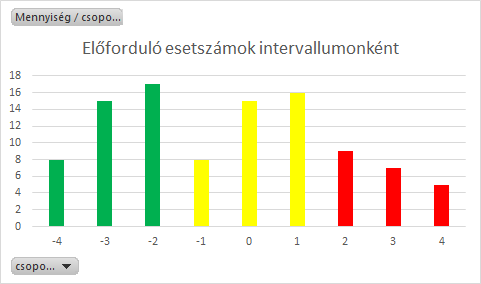 Mennyiség / csopo...
Előforduló esetszámok intervallumonként
18
16
14
12
10
8
6
4
2
0
-4 -3 -2 -1 0 1 2 3 4
csopo...